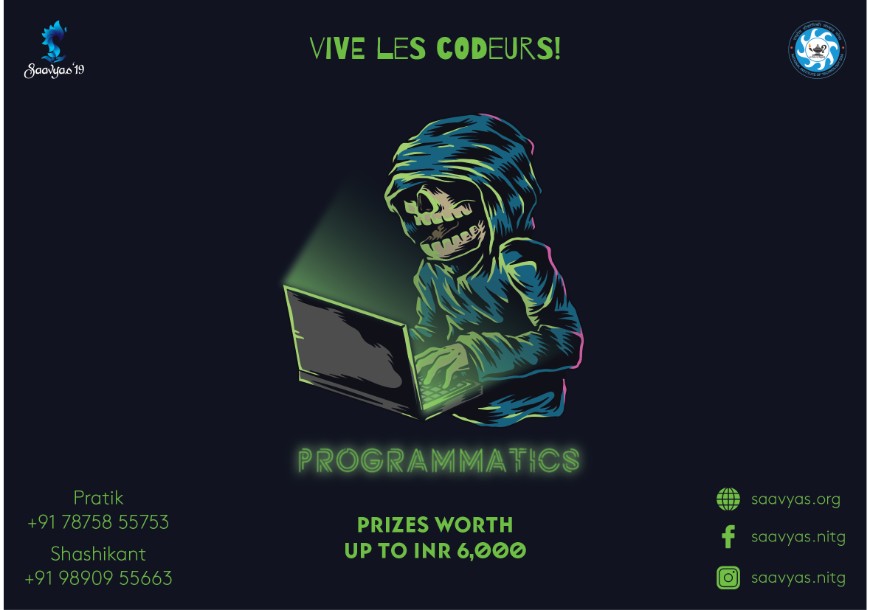 Saavyas'19
VIVE LES CODEURS!
PROGRAMMATICS
Pratik
+91 78758 55753
Shashikant
+91 98909 55663
PRIZES WORTH
UP TO INR 6,000
saavyas.org
saavyas.nitg
saavyas.nitg